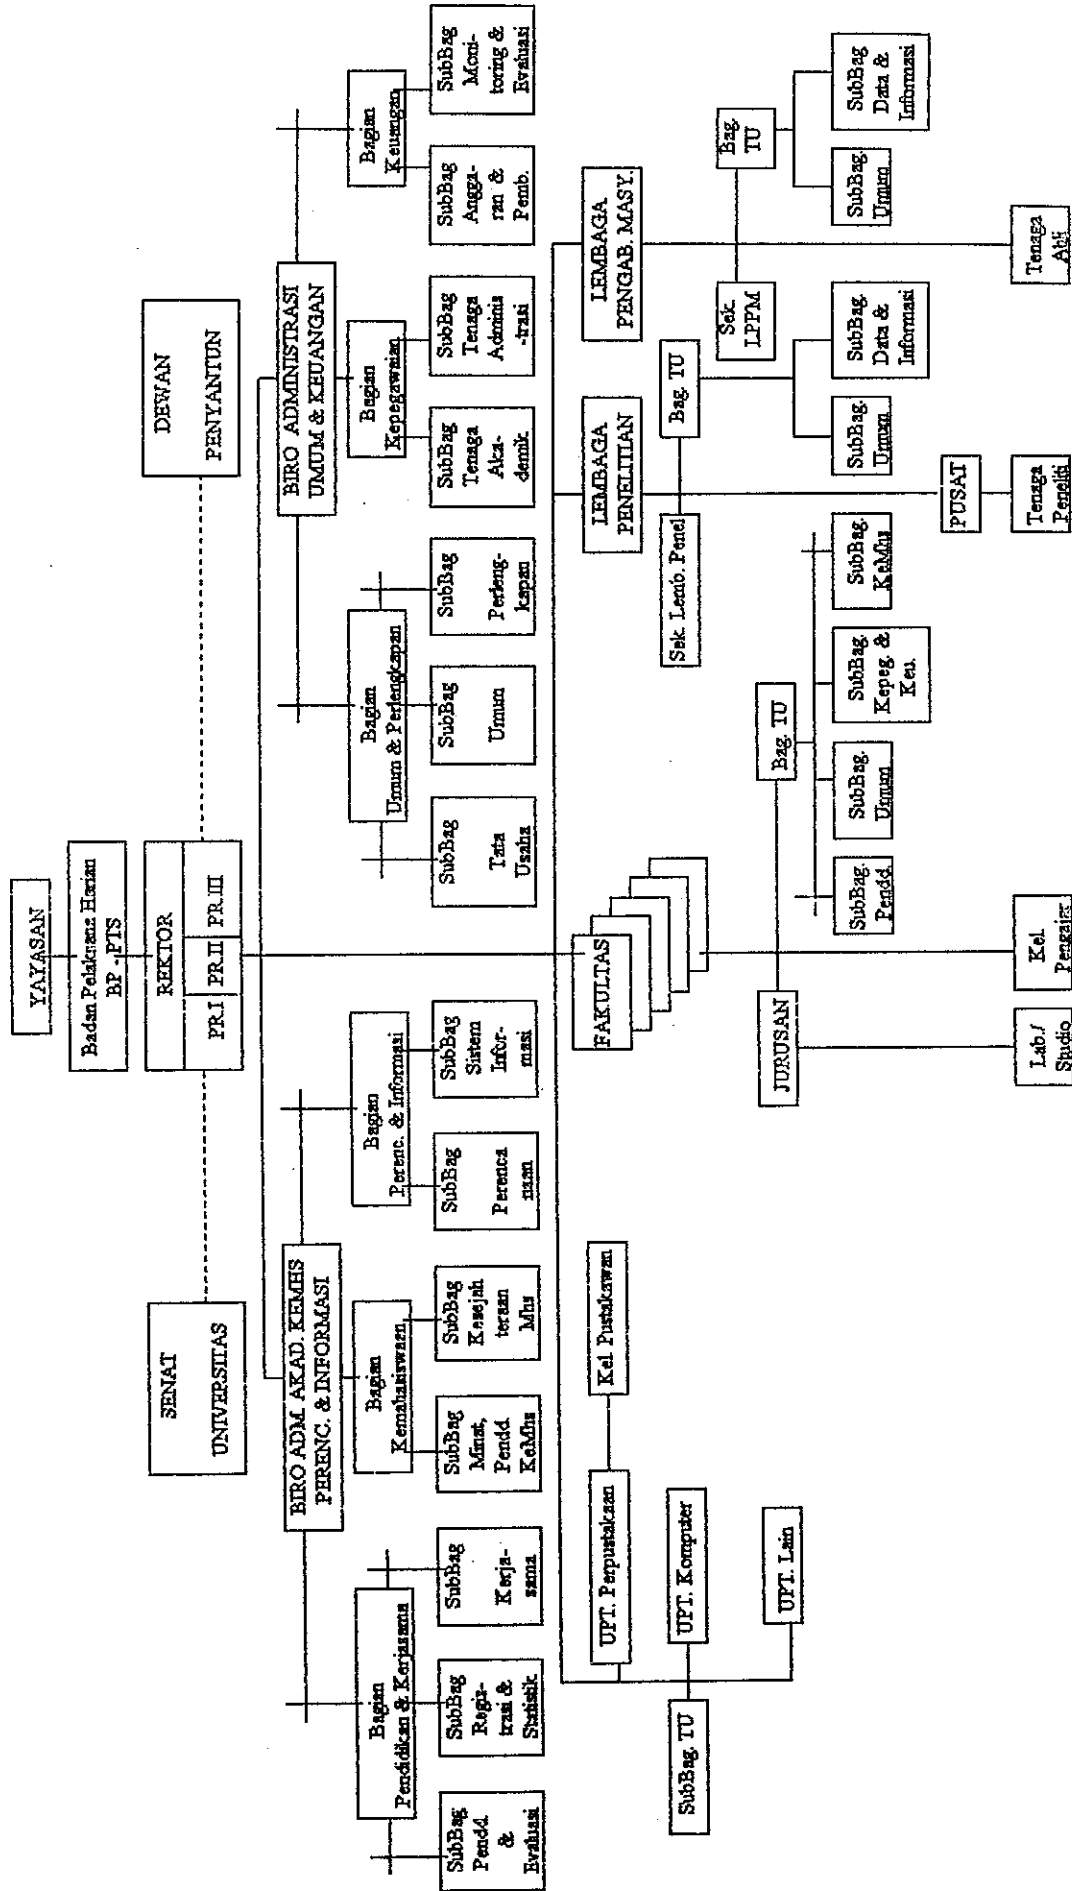 YAYASAN
Badan Pelaksana Harian
BP - PTS
REKTOR
PR.I
PR.II
PR.III
SENAT
UNIVERSITAS
DEWAN
PENYANTUN
BIRO ADM. AKAD. KEMHS
PERENC. & INFORMASI
BIRO ADMINISTRASI
UMUM & KEUANGAN
Bagian
Pendidikan & Kerjasama
Bagian
Kemahasiswaan
Bagian
Perenc. & Informasi
Bagian
Umum & Perlengkapan
Bagian
Kepegawaian
Bagian
Keuangan
SubBag
Pendd
&
Evaluasi
SubBag
Regis-
trasi &
Statistik
SubBag
Kerja-
sama
SubBag
Minat,
Pendd
KeMhs
SubBag
Kesejah
teraan
Mhs
SubBag
Perenca
naan
SubBag
Sistem
Infor-
masi
SubBag
Tata
Usaha
SubBag
Umum
SubBag
Perleng-
kapan
SubBag
Tenaga
Aka-
demik
SubBag
Tenaga
Adminis
-trasi
SubBag
Angga-
ran &
Pemb.
SubBag
Moni-
toring &
Evaluasi
UPT. Perpustakaan
Kel Pustakawan
SubBag. TU
UPT. Komputer
UPT. Lain
FAKULTAS
JURUSAN
Bag. TU
SubBag.
Pendd
SubBag.
Umum
SubBag.
Kepeg. &
Keu.
SubBag.
KeMhs
Lab./
Studio
Kel
Pengajar
LEMBAGA
PENELITIAN
Sek. Lemb. Penel
Bag. TU
SubBag.
Umum
SubBag.
Data &
Informasi
PUSAT
Tenaga
Peneliti
LEMBAGA
PENGAB. MASY.
Sek.
LPPM
Bag.
TU
SubBag.
Umum
SubBag
Data &
Informasi
Tenaga
Ahli